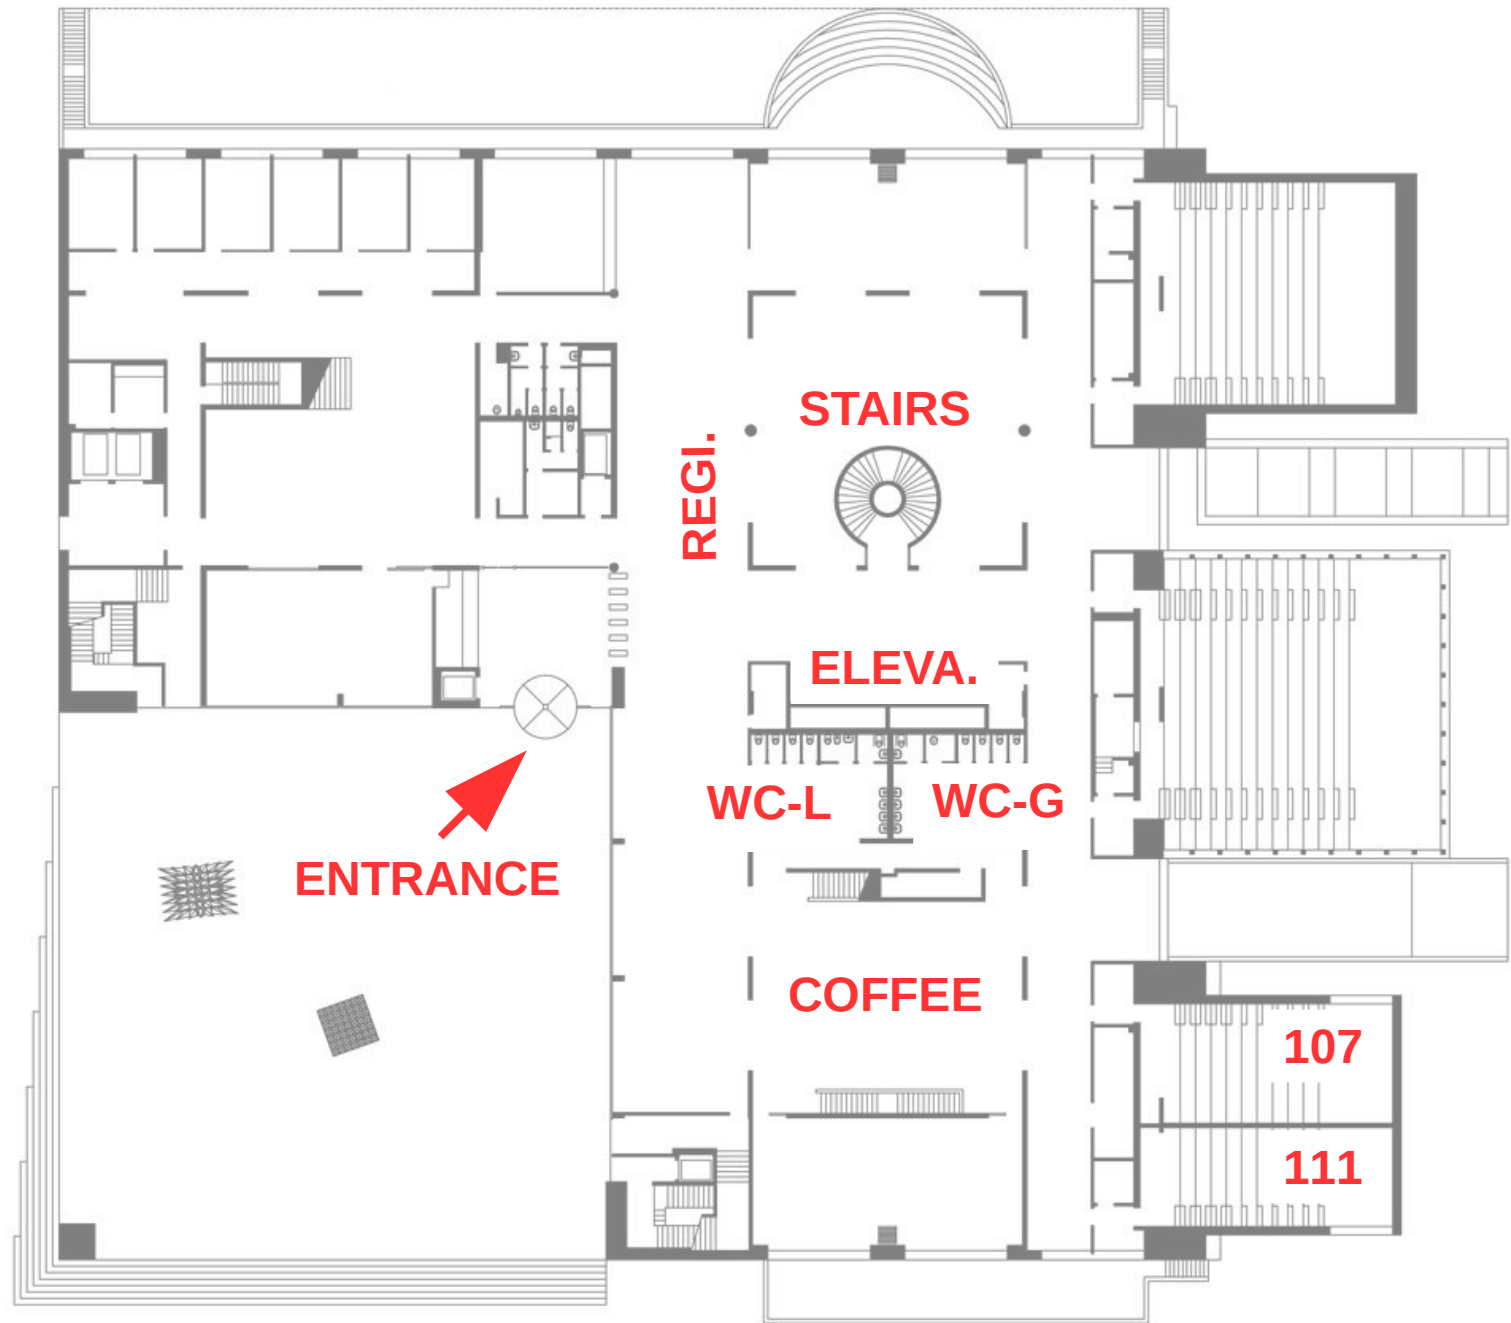 STAIRS
REGI.
ELEVA.
WC-L
WC-G
ENTRANCE
COFFEE
107
111